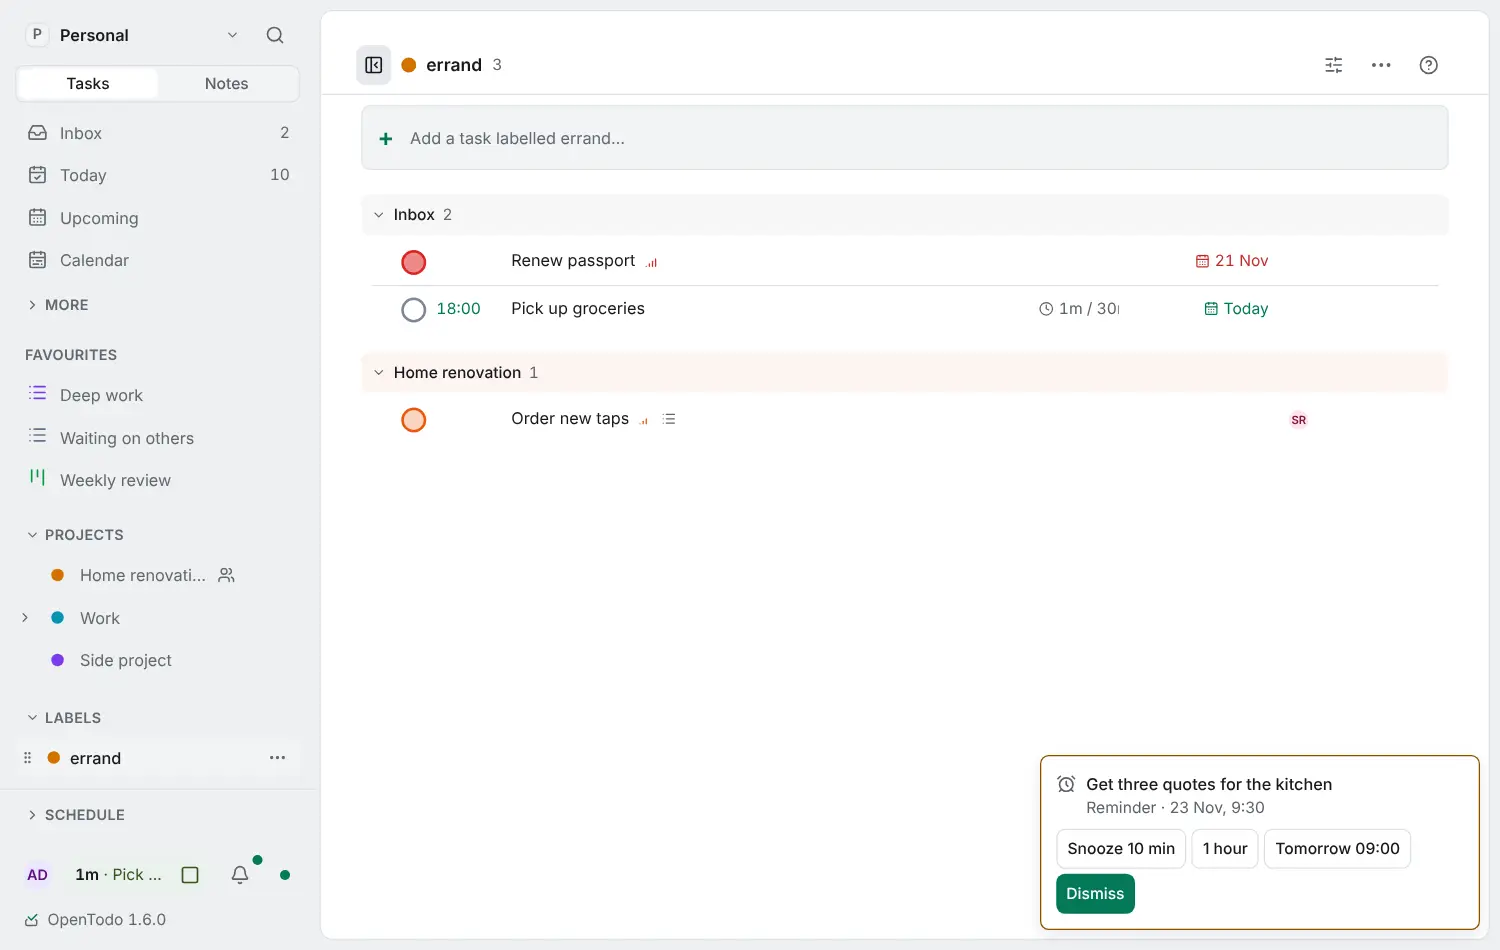 P Personal
Tasks Notes
Inbox 2
Today 10
Upcoming
Calendar
MORE
FAVOURITES
Deep work
Waiting on others
Weekly review
PROJECTS
Home renovati...
Work
Side project
LABELS
errand
SCHEDULE
AD 1m · Pick ...
OpenTodo 1.6.0
errand 3
Add a task labelled errand...
Inbox 2
Renew passport 21 Nov
18:00 Pick up groceries 1m / 30 Today
Home renovation 1
Order new taps SR
Get three quotes for the kitchen
Reminder · 23 Nov, 9:30
Snooze 10 min 1 hour Tomorrow 09:00
Dismiss